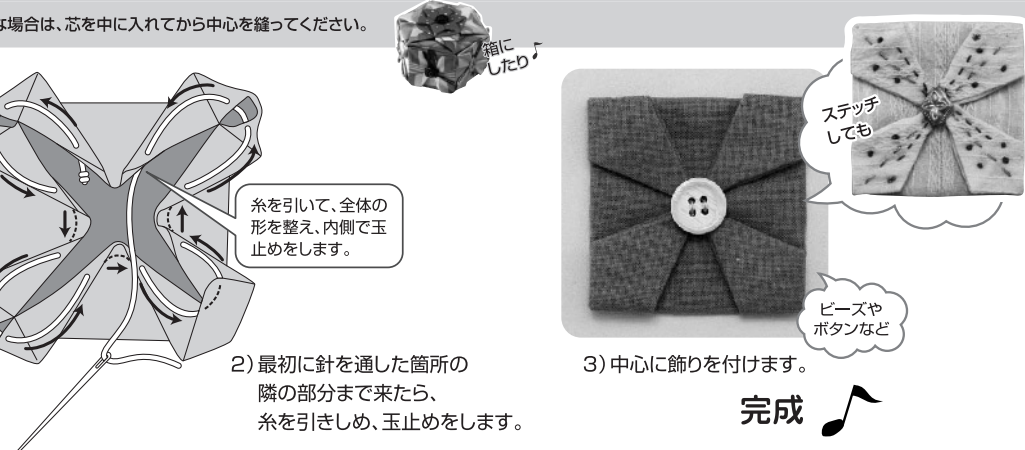 な場合は、芯を中に入れてから中心を縫ってください。
箱に
したり♪
ステッチ
しても
糸を引いて、全体の
形を整え、内側で玉
止めをします。
ビーズや
ボタンなど
2）最初に針を通した箇所の
隣の部分まで来たら、
糸を引きしめ、玉止めをします。
3）中心に飾りを付けます。
完成♪